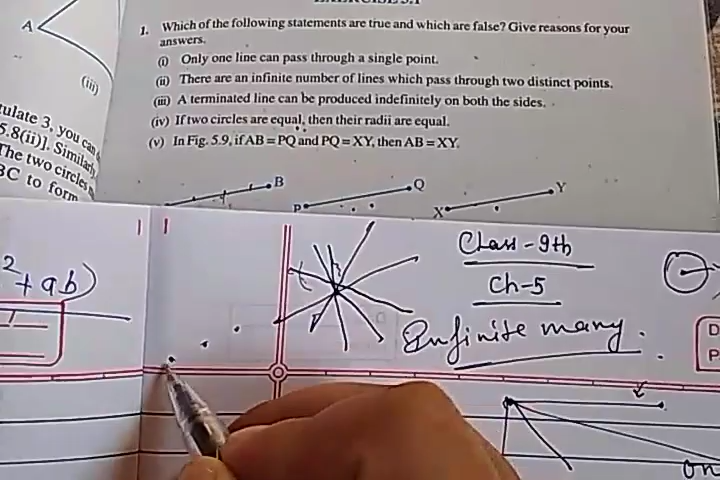 A
(iii)
tulate 3, you can
5.8(ii)]. Similarly
The two circles
BC to form
1. Which of the following statements are true and which are false? Give reasons for your
answers.
(i) Only one line can pass through a single point.
(ii) There are an infinite number of lines which pass through two distinct points.
(iii) A terminated line can be produced indefinitely on both the sides.
(iv) If two circles are equal, then their radii are equal.
(v) In Fig. 5.9, if AB = PQ and PQ = XY, then AB = XY.
B
P Q
X Y
2 + ab)
Class - 9th
Ch-5
Infinite many.
D
P
on